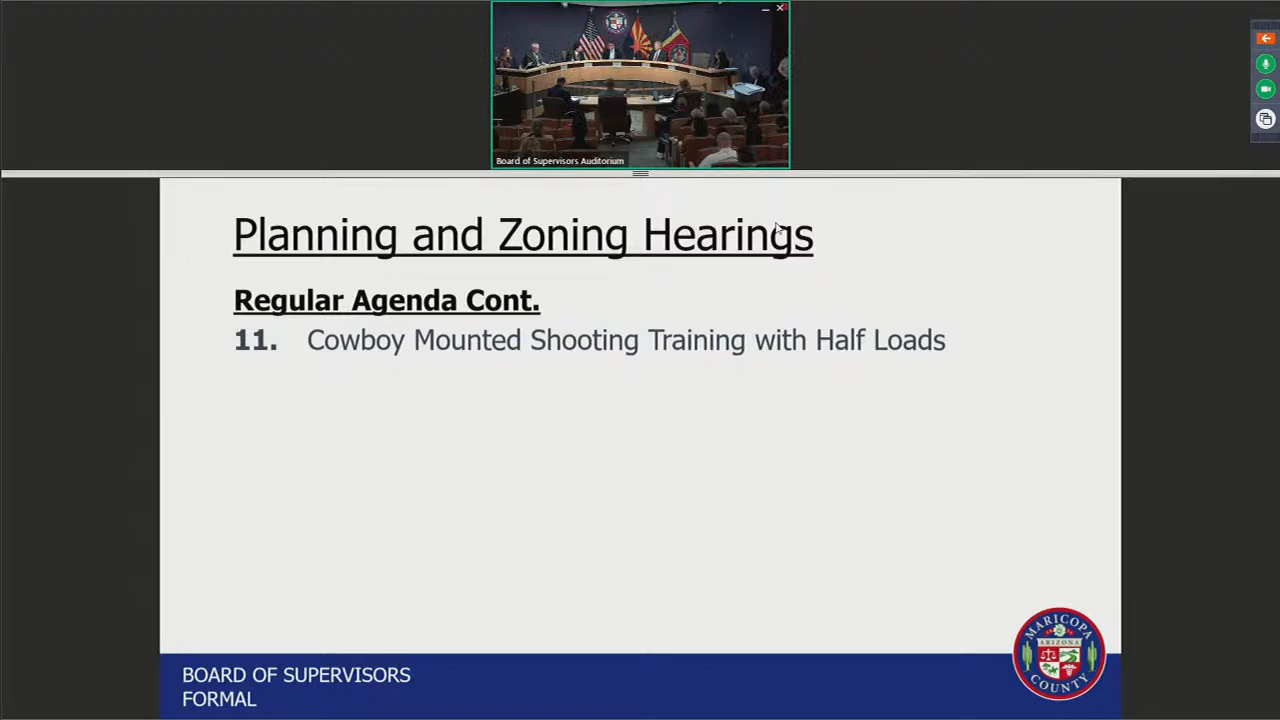 Board of Supervisors Auditorium
Planning and Zoning Hearings
Regular Agenda Cont.
11. Cowboy Mounted Shooting Training with Half Loads
BOARD OF SUPERVISORS
FORMAL
MARICOPA
ARIZONA
COUNTY